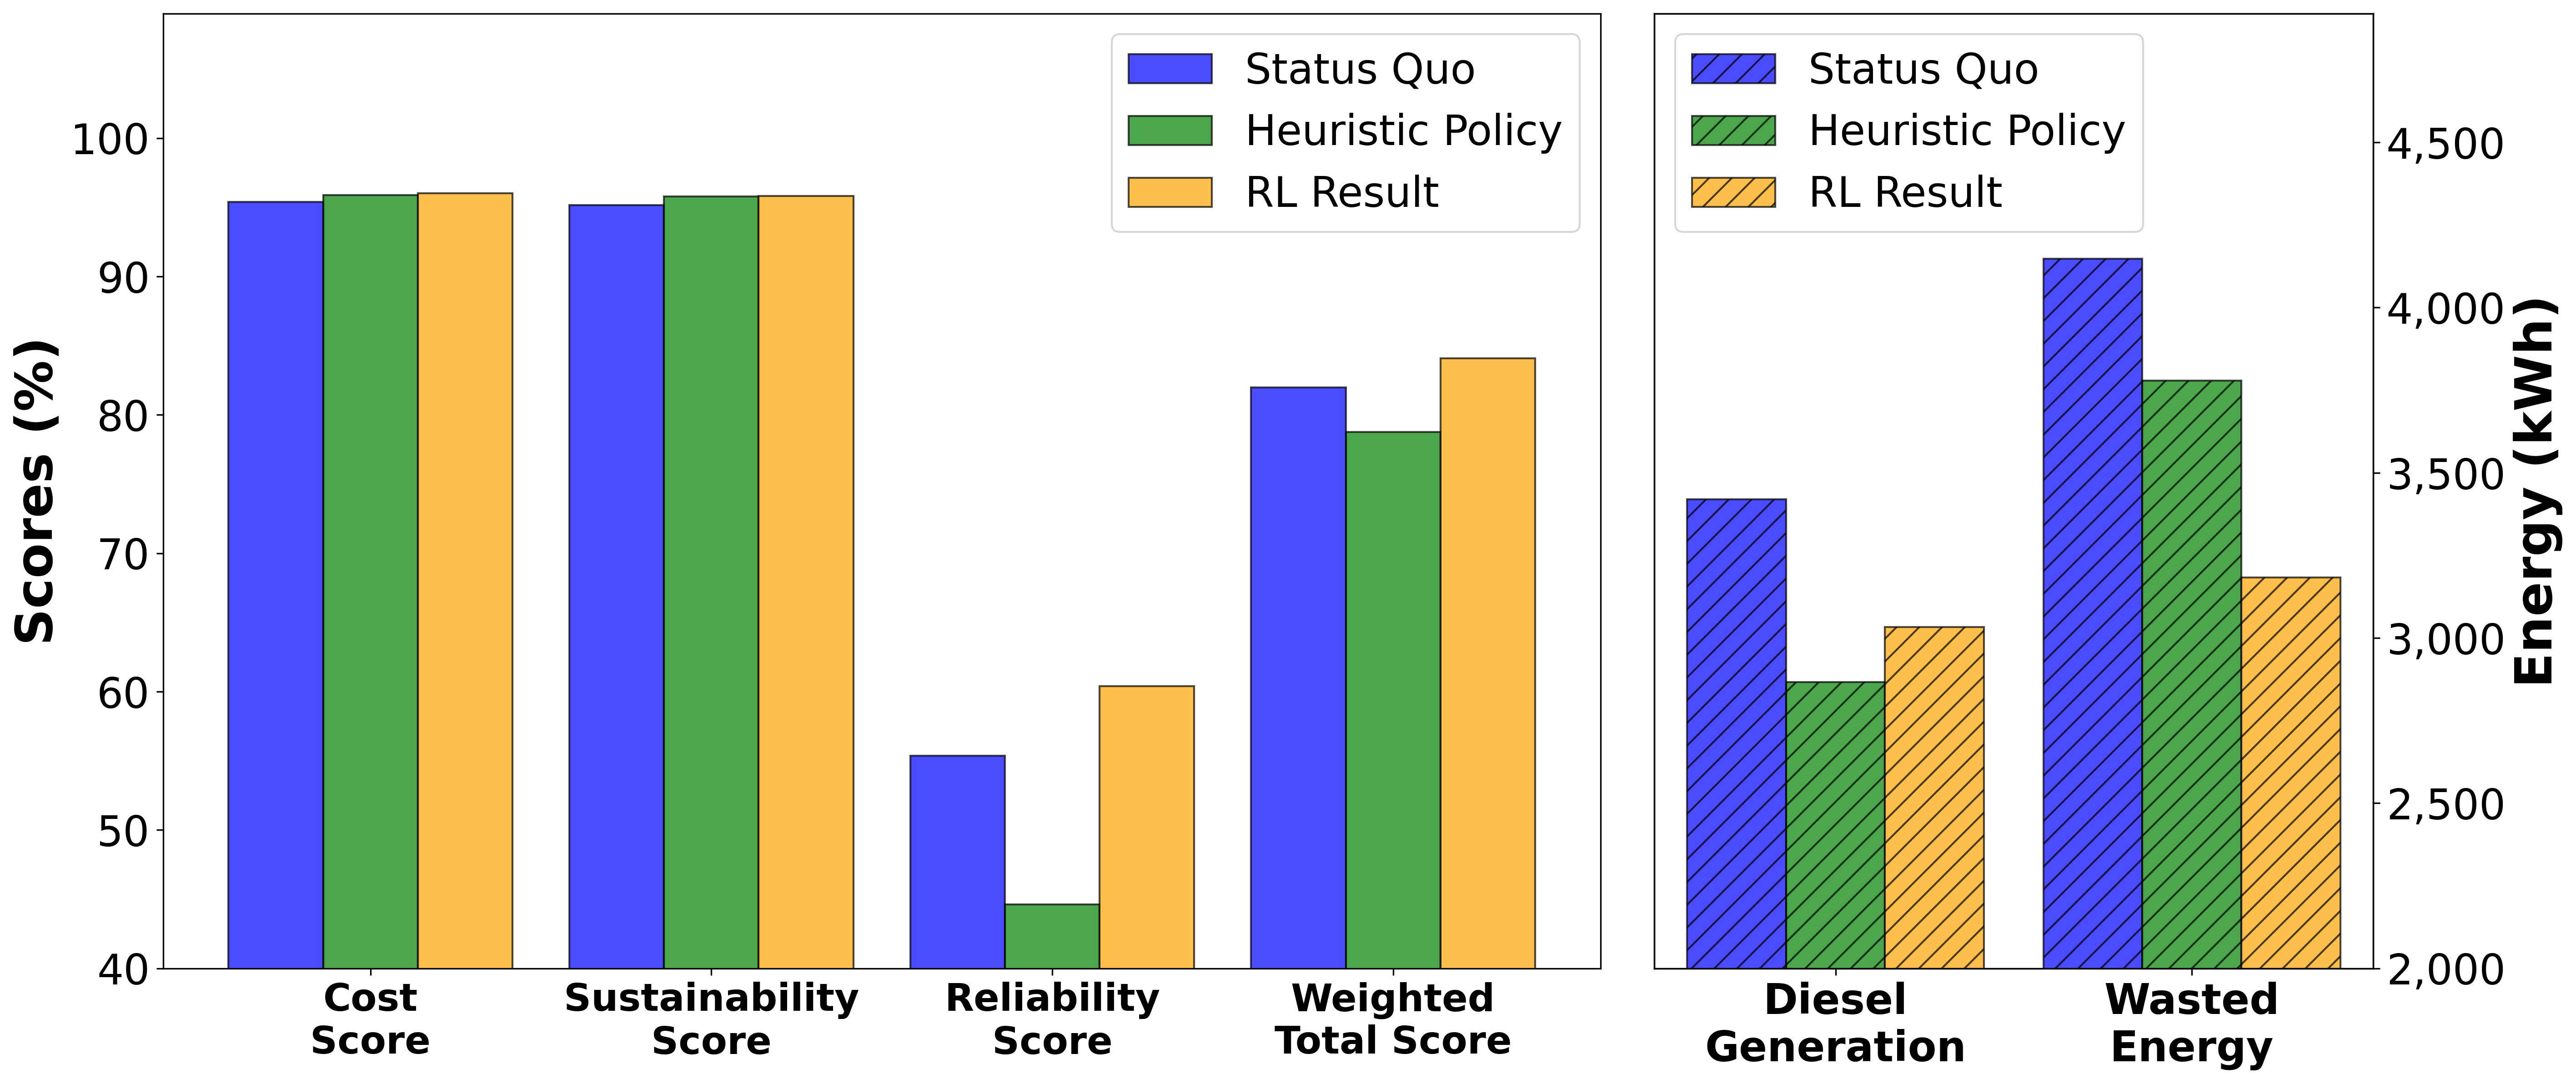 Scores (%)
100
90
80
70
60
50
40
Status Quo
Heuristic Policy
RL Result
Cost
Score
Sustainability
Score
Reliability
Score
Weighted
Total Score
Status Quo
Heuristic Policy
RL Result
Diesel
Generation
Wasted
Energy
4,500
4,000
3,500
3,000
2,500
2,000
Energy (kWh)